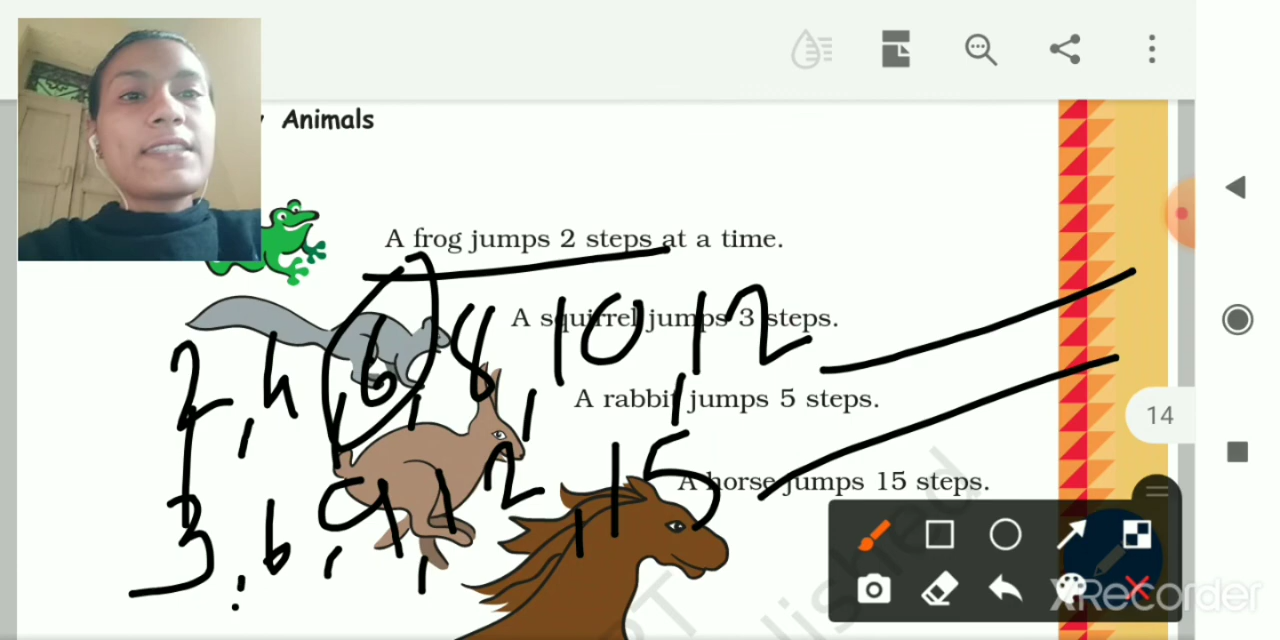 Animals
A frog jumps 2 steps at a time.
A squirrel jumps 3 steps.
2, 4, 6, 8, 10, 12
A rabbit jumps 5 steps.
14
A horse jumps 15 steps.
3, 6, 9, 12, 15
XRecorder